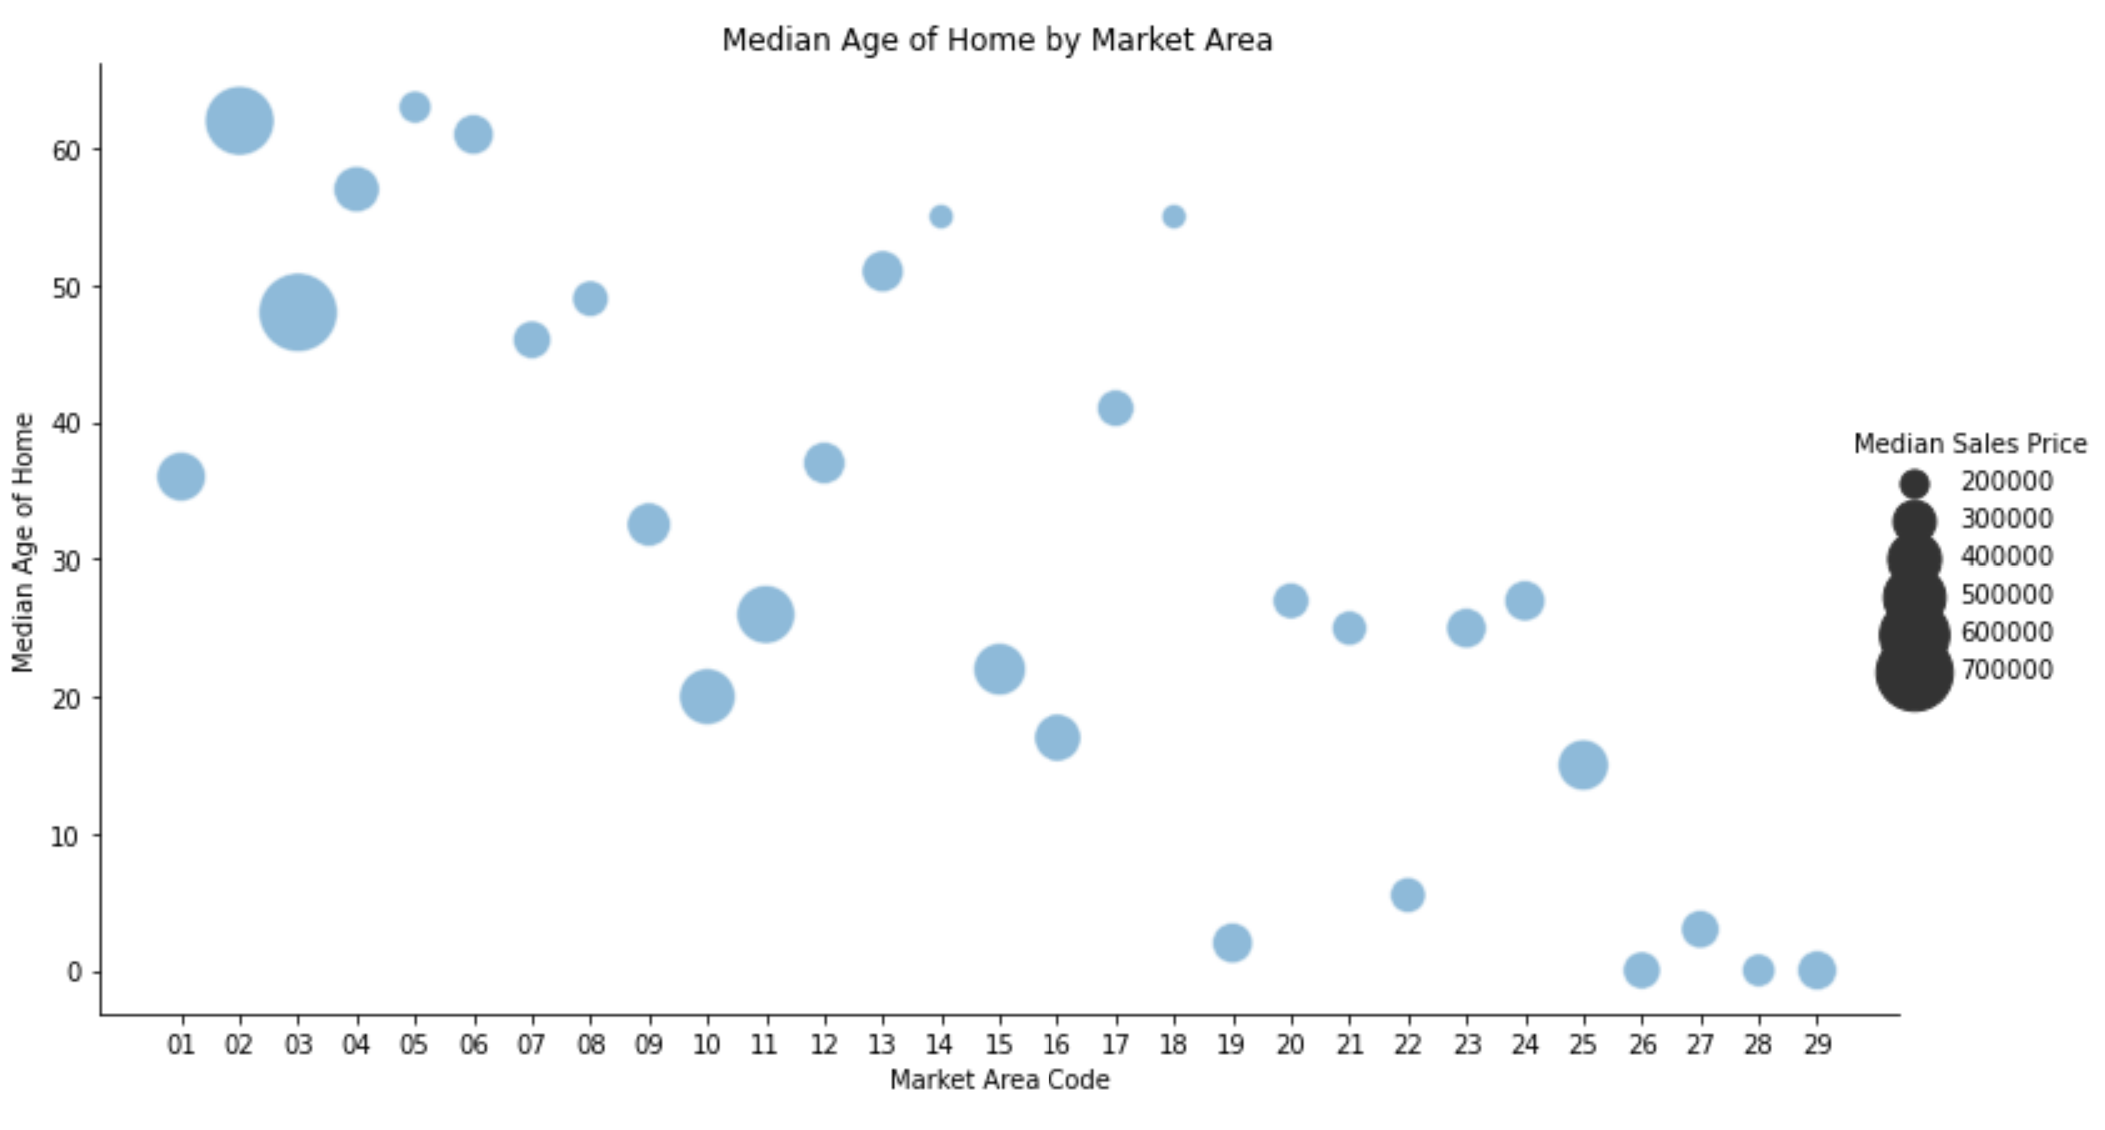 Median Age of Home by Market Area
Median Age of Home
60
50
40
30
20
10
0
01 02 03 04 05 06 07 08 09 10 11 12 13 14 15 16 17 18 19 20 21 22 23 24 25 26 27 28 29
Market Area Code
Median Sales Price
200000
300000
400000
500000
600000
700000